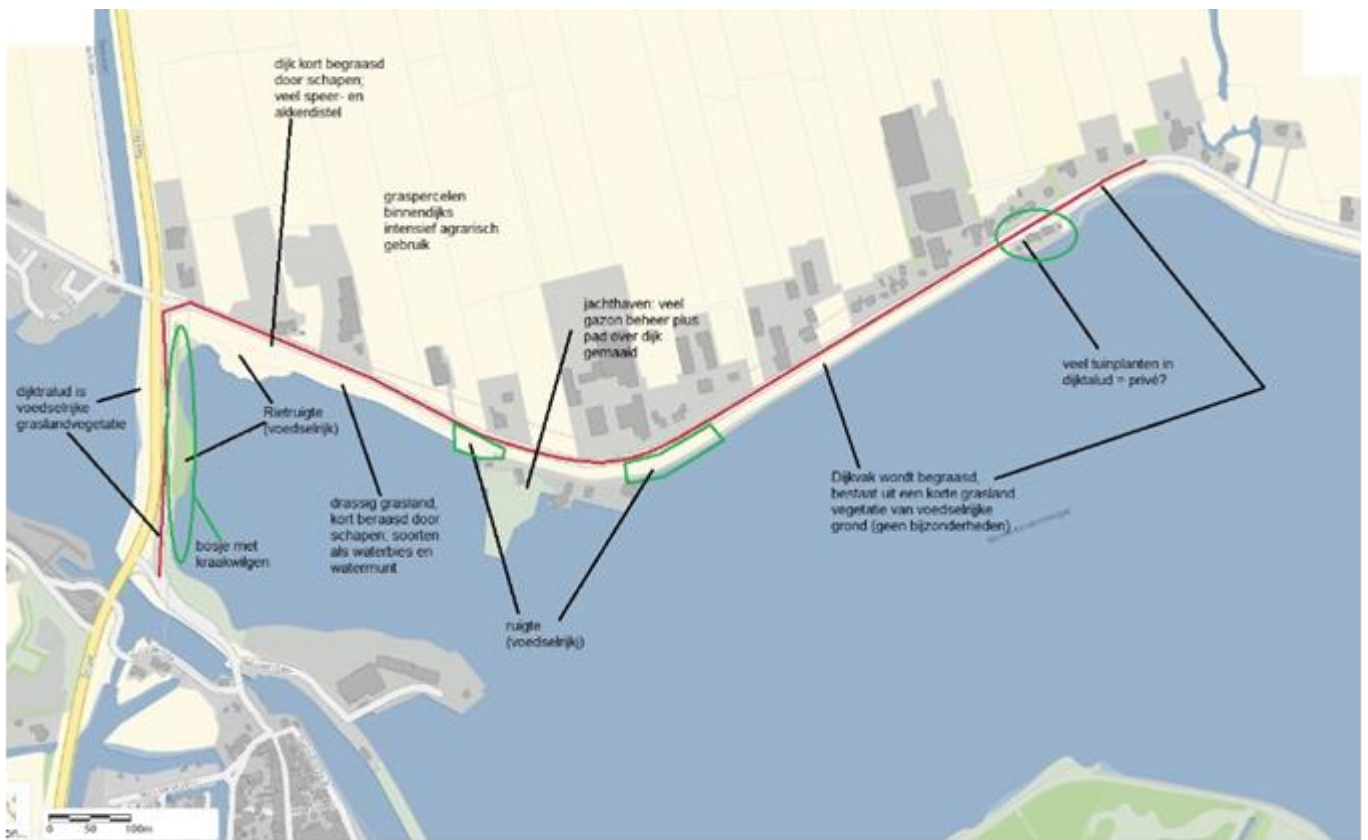 dijk kort begraasd
door schapen;
veel speer- en
akkerdistel
graspercelen
binnendijks
intensief agrarisch
gebruik
jachthaven: veel
gazon beheer plus
pad over dijk
gemaaid
veel tuinplanten in
dijktalud = privé?
dijktralud is
voedselrijke
graslandvegetatie
Rietruigte
(voedselrijk)
drassig grasland,
kort beraasd door
schapen; soorten
als waterbies en
watermunt
Dijkvak wordt begraasd,
bestaat uit een korte grasland
vegetatie van voedselrijke
grond (geen bijzonderheden)
bosje met
kraakwilgen
ruigte
(voedselrijkj)
0 50 100m